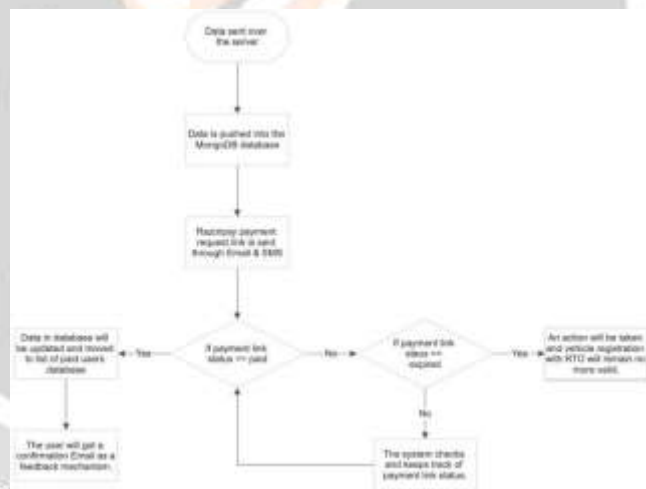 Data sent over
the server
Data is pushed into the
MongoDB database
Razorpay payment
request link is sent
through Email & SMS
If payment link
status == paid
Yes
Data in database will
be updated and moved
to list of paid users
database
The user will get a
confirmation Email as a
feedback mechanism.
No
If payment link
status ==
expired
Yes
An action will be taken
and vehicle registration
with RTO will remain no
more valid.
No
The system checks
and keeps track of
payment link status.